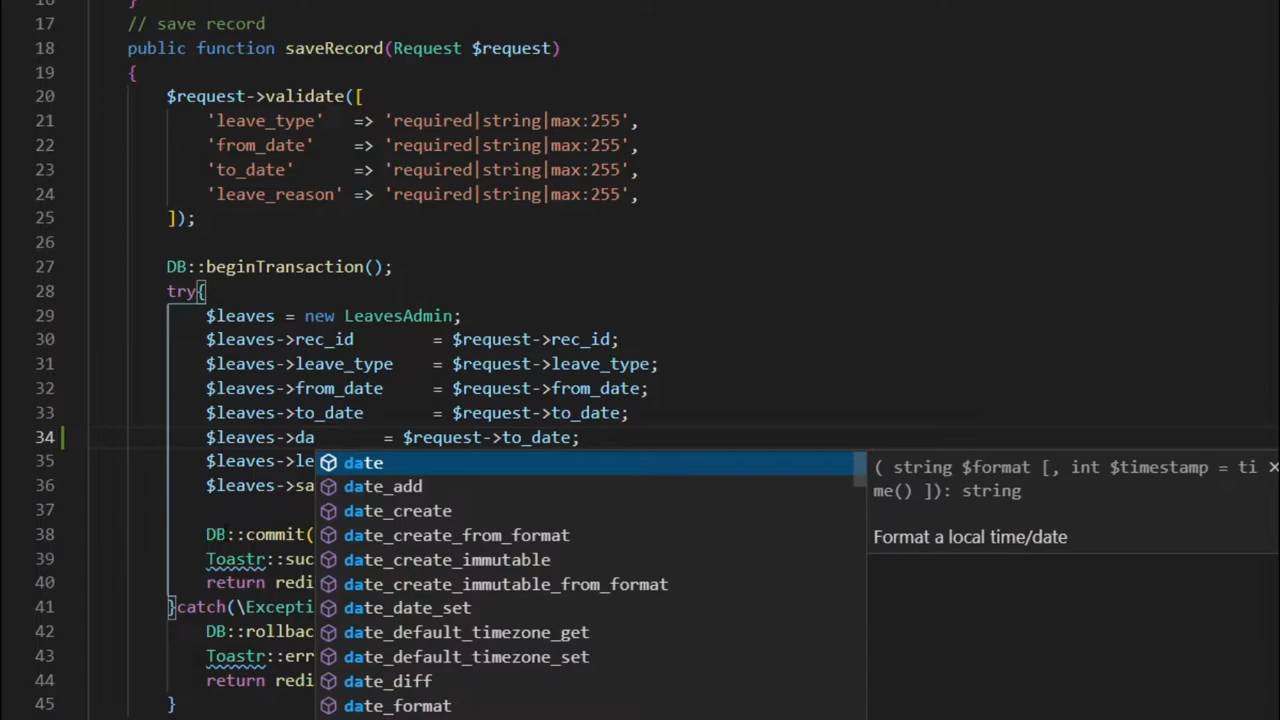 16 }
17 // save record
18 public function saveRecord(Request $request)
19 {
20 $request->validate([
21 'leave_type' => 'required|string|max:255',
22 'from_date' => 'required|string|max:255',
23 'to_date' => 'required|string|max:255',
24 'leave_reason' => 'required|string|max:255',
25 ]);
26
27 DB::beginTransaction();
28 try{
29 $leaves = new LeavesAdmin;
30 $leaves->rec_id = $request->rec_id;
31 $leaves->leave_type = $request->leave_type;
32 $leaves->from_date = $request->from_date;
33 $leaves->to_date = $request->to_date;
34 $leaves->da = $request->to_date;
35 $leaves->le
36 $leaves->sa
37
38 DB::commit(
39 Toastr::suc
40 return redi
41 }catch(\Excepti
42 DB::rollbac
43 Toastr::err
44 return redi
45 }
date
date_add
date_create
date_create_from_format
date_create_immutable
date_create_immutable_from_format
date_date_set
date_default_timezone_get
date_default_timezone_set
date_diff
date_format
( string $format [, int $timestamp = ti
me() ]): string
Format a local time/date